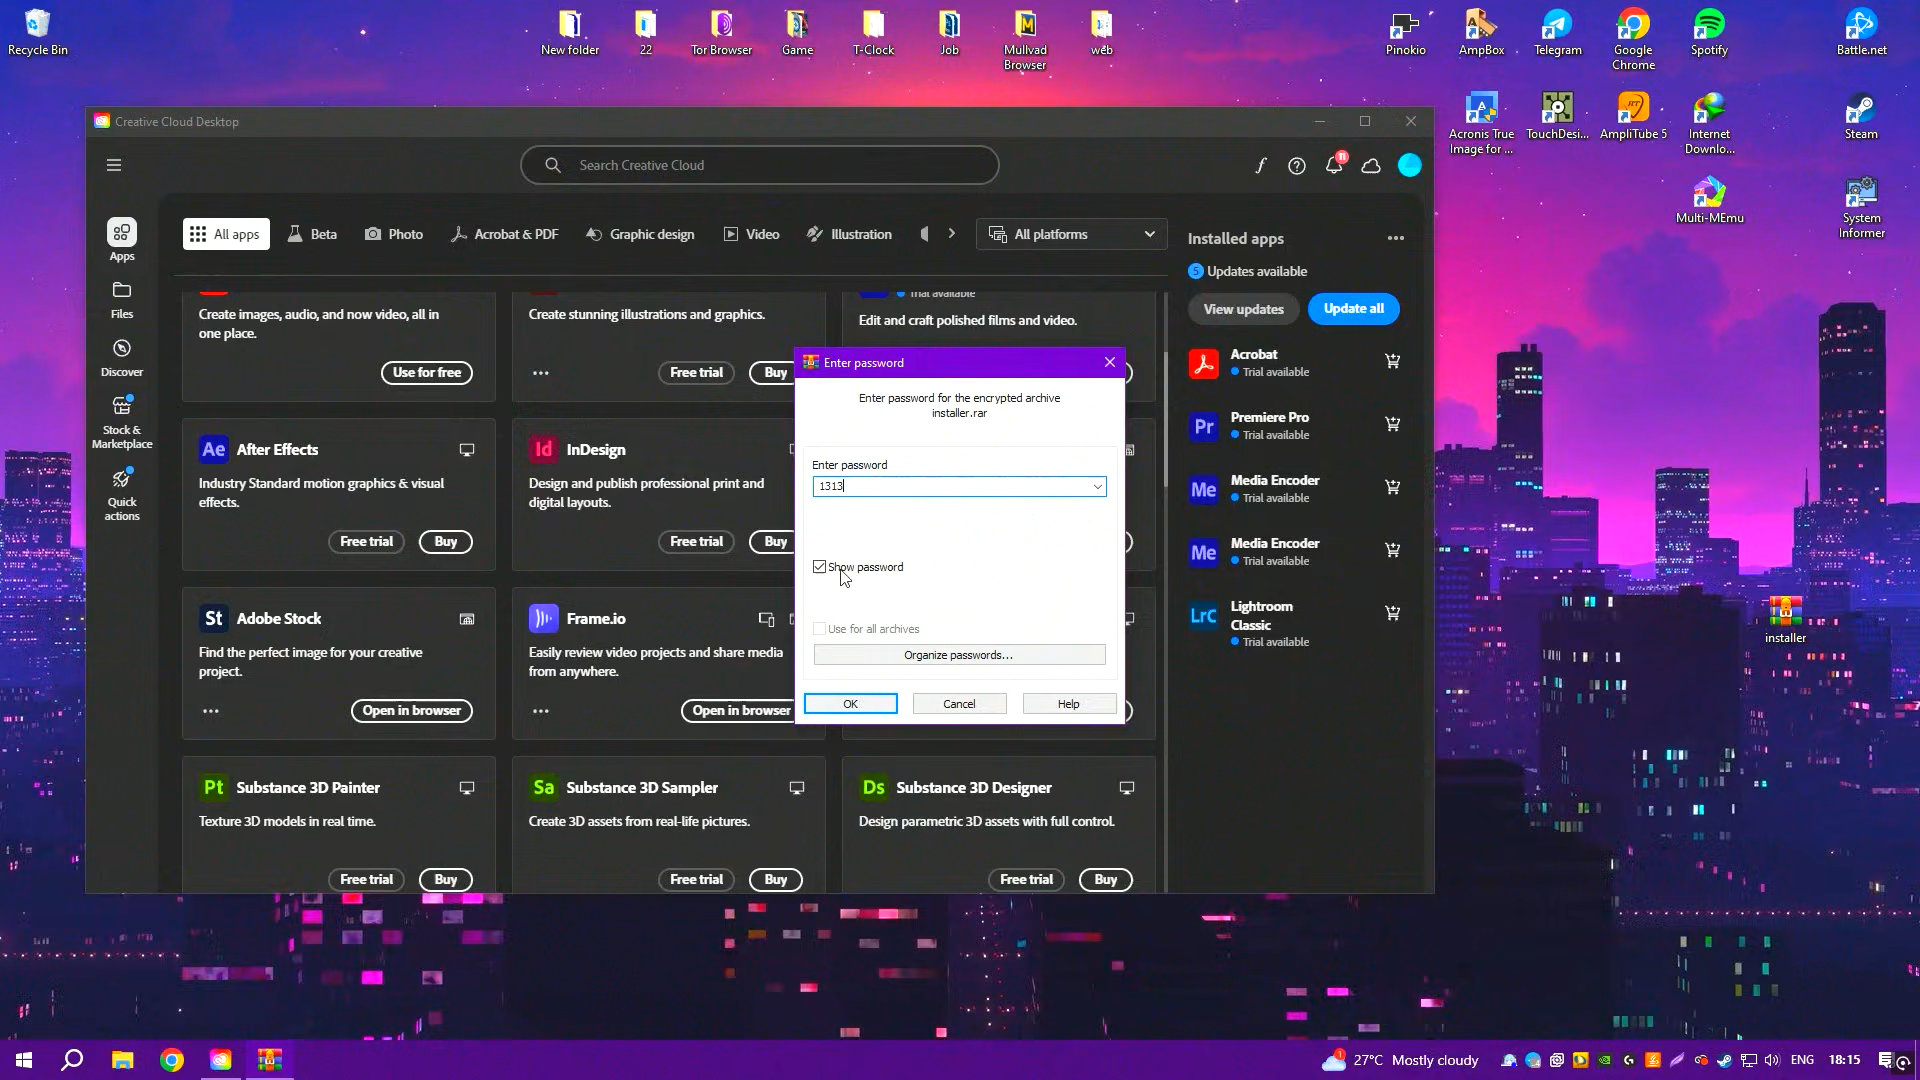 Recycle Bin
New folder
22
Tor Browser
Game
T-Clock
Job
Mullvad
Browser
web
Pinokio
AmpBox
Telegram
Google
Chrome
Spotify
Battle.net
Acronis True
Image for ...
TouchDesi...
AmpliTube 5
Internet
Downlo...
Steam
Multi-MEmu
System
Informer
installer
Creative Cloud Desktop
Search Creative Cloud
Apps
Files
Discover
Stock &
Marketplace
Quick
actions
All apps
Beta
Photo
Acrobat & PDF
Graphic design
Video
Illustration
All platforms
Create images, audio, and now video, all in
one place.
Use for free
Create stunning illustrations and graphics.
Free trial
Buy
Trial available
Edit and craft polished films and video.
Ae
After Effects
Industry Standard motion graphics & visual
effects.
Free trial
Buy
Id
InDesign
Design and publish professional print and
digital layouts.
Free trial
Buy
St
Adobe Stock
Find the perfect image for your creative
project.
Open in browser
Frame.io
Easily review video projects and share media
from anywhere.
Open in browser
Pt
Substance 3D Painter
Texture 3D models in real time.
Free trial
Buy
Sa
Substance 3D Sampler
Create 3D assets from real-life pictures.
Free trial
Buy
Ds
Substance 3D Designer
Design parametric 3D assets with full control.
Free trial
Buy
Installed apps
5 Updates available
View updates
Update all
Acrobat
Trial available
Pr
Premiere Pro
Trial available
Me
Media Encoder
Trial available
Me
Media Encoder
Trial available
LrC
Lightroom
Classic
Trial available
Enter password
Enter password for the encrypted archive
installer.rar
Enter password
1313
Show password
Use for all archives
Organize passwords...
OK
Cancel
Help
27°C Mostly cloudy
ENG
18:15